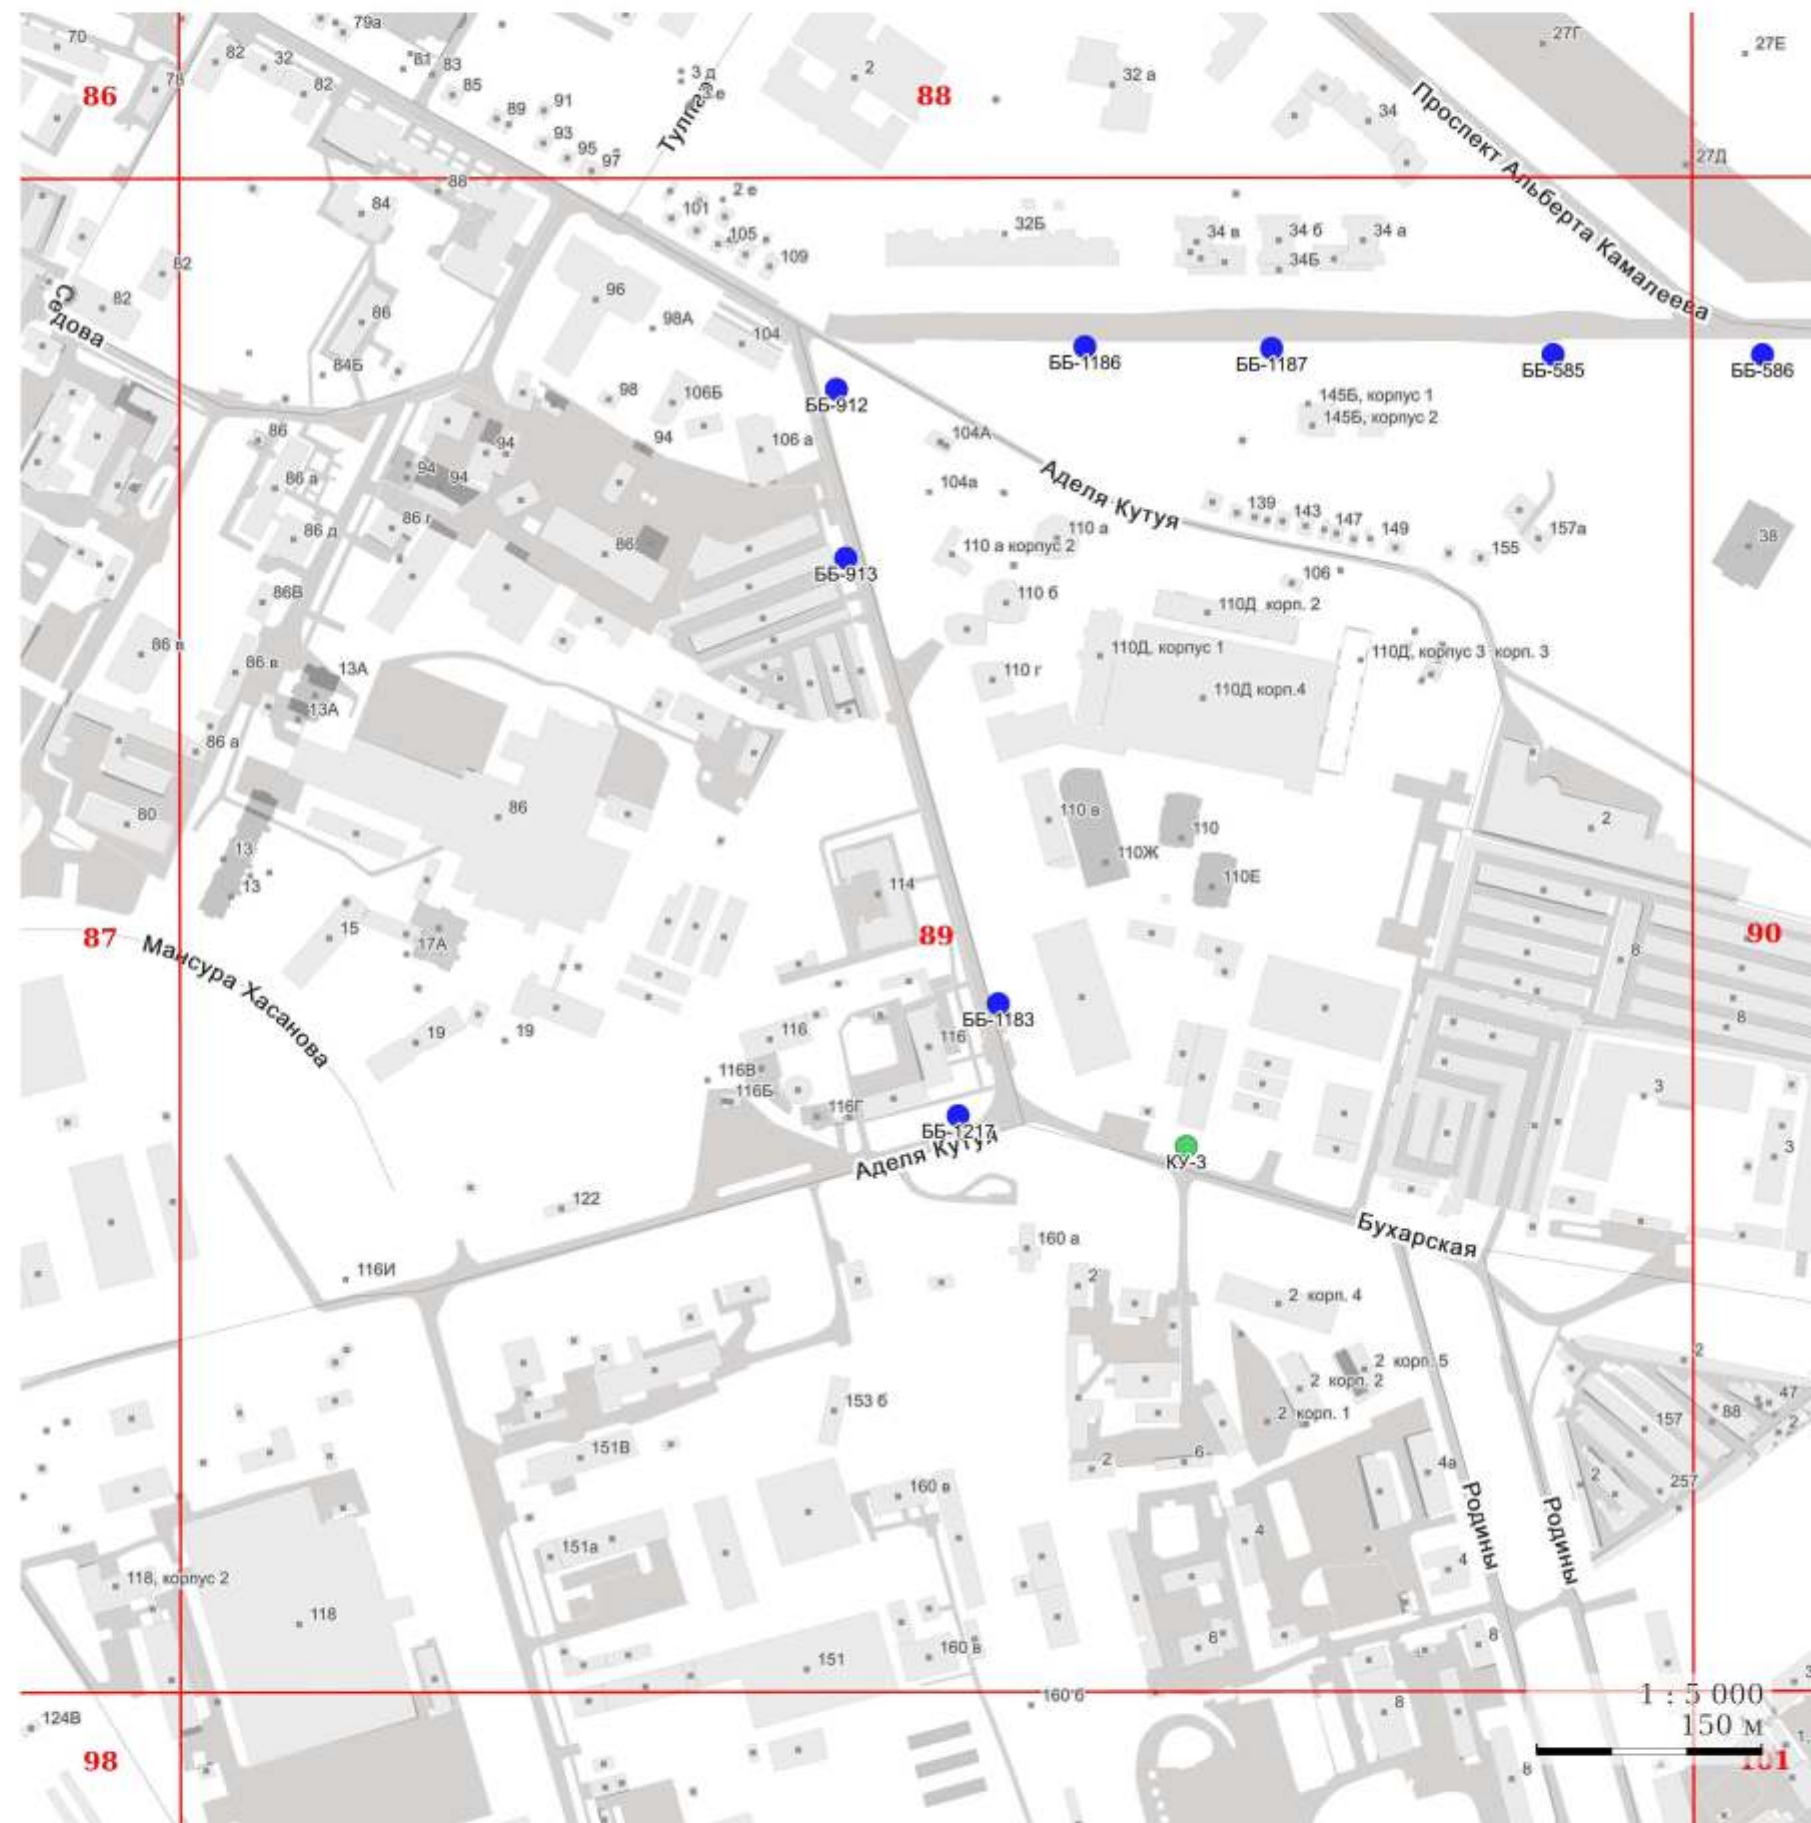 79а
70
78
82
32
82
81
83
85
89
91
93
95
97
3 д
Тулпар
2
32 а
34
Проспект Альберта Камалеева
27Г
27Е
27Д
86
88
88
84
82
82
Седова
86
84Б
101
2 е
105
109
96
98А
104
98
106Б
32Б
34 в
34 б
34Б
34 а
ББ-1186
ББ-1187
ББ-585
ББ-586
ББ-912
145Б, корпус 1
145Б, корпус 2
86
94
94
94
94
86 а
86 г
86 д
86
106 а
104А
104а
Аделя Кутуя
110 а
110 а корпус 2
110 б
110 г
ББ-913
139
143
147
149
155
157а
38
106
110Д корп. 2
110Д, корпус 1
110Д, корпус 3
корп. 3
110Д корп.4
86В
86 в
86 в
13А
13А
86 а
80
86
13
13
15
17А
87
Мансура Хасанова
19
19
114
89
110 в
110Ж
110
110Е
2
90
8
8
ББ-1183
116
116
116В
116Б
116Г
ББ-1217
Аделя Кутуя
КУ-3
3
3
Бухарская
122
116И
160 а
2
2 корп. 4
2 корп. 5
2 корп. 2
2 корп. 1
2
47
157
88
2
2
257
153 б
151В
160 в
2
6
4а
Родины
Родины
151а
4
4
118, корпус 2
118
151
160 в
6
8
160 б
8
8
124В
98
101
1 : 5 000
150 м